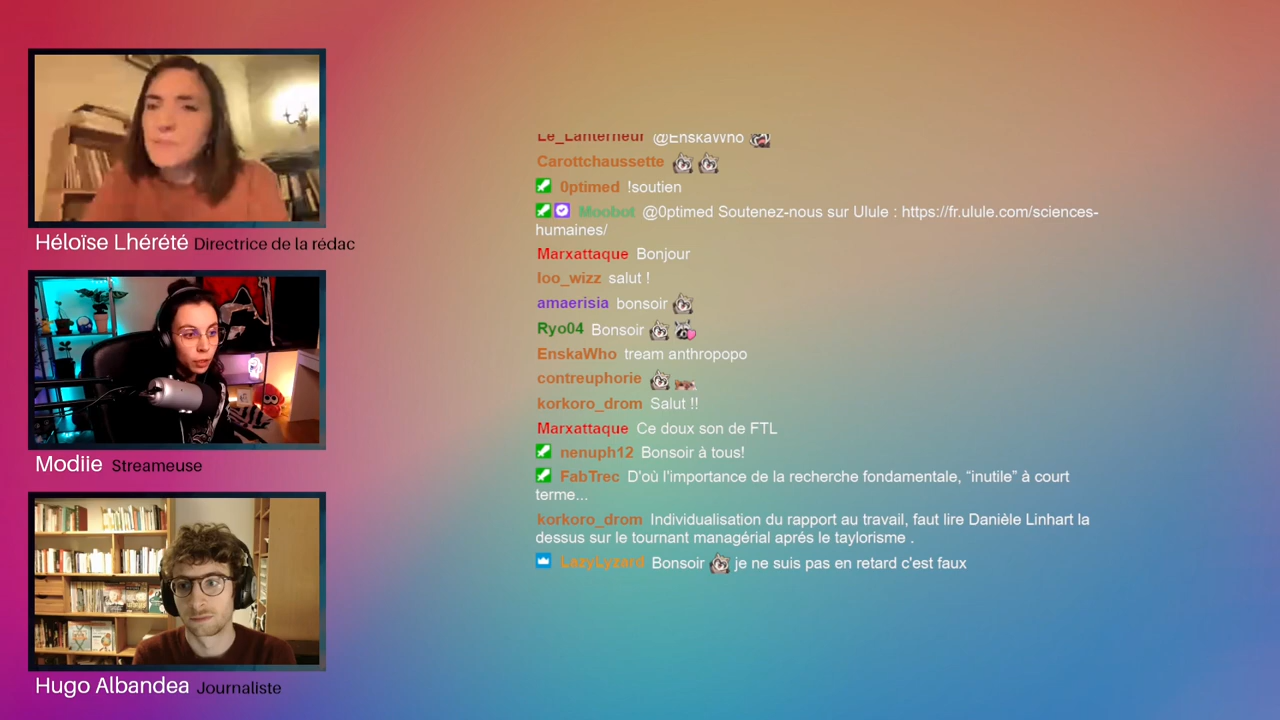 Héloïse Lhérété Directrice de la rédac
Modiie Streameuse
Hugo Albandea Journaliste
Le_Lanterneur @EnskaWho
Carottchaussette
0ptimed !soutien
Moobot @0ptimed Soutenez-nous sur Ulule : https://fr.ulule.com/sciences-
humaines/
Marxattaque Bonjour
loo_wizz salut !
amaerisia bonsoir
Ryo04 Bonsoir
EnskaWho tream anthropopo
contreuphorie
korkoro_drom Salut !!
Marxattaque Ce doux son de FTL
nenuph12 Bonsoir à tous!
FabTrec D'où l'importance de la recherche fondamentale, “inutile” à court
terme...
korkoro_drom Individualisation du rapport au travail, faut lire Danièle Linhart la
dessus sur le tournant managérial aprés le taylorisme .
LazyLyzard Bonsoir je ne suis pas en retard c'est faux